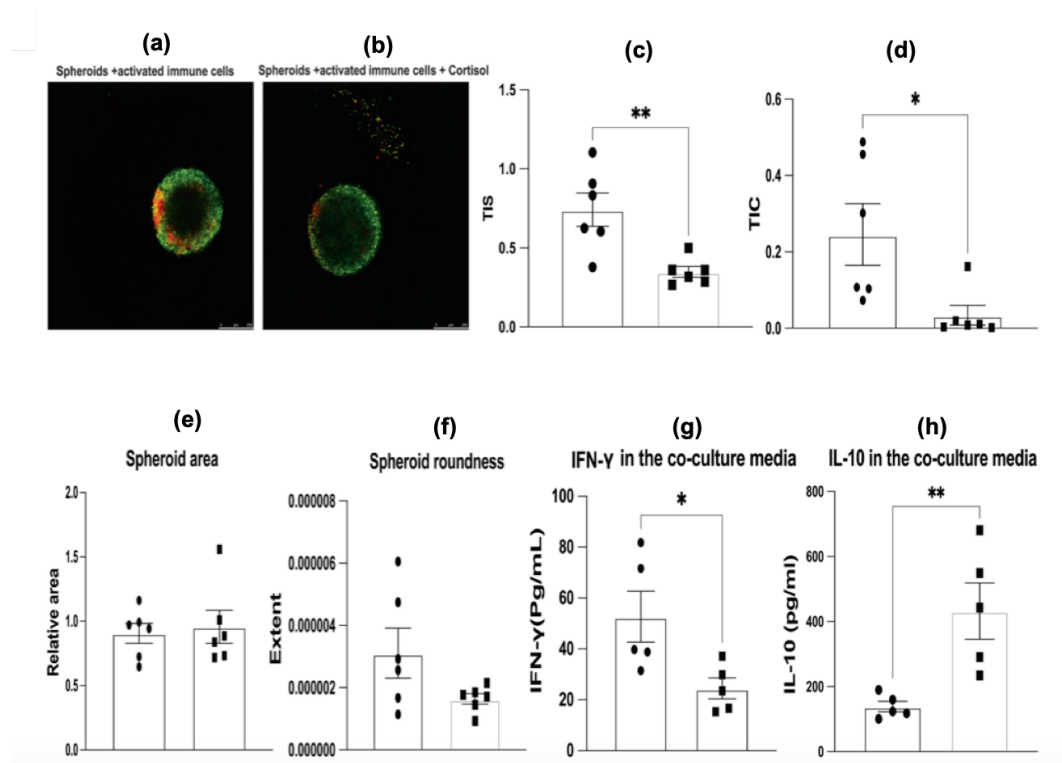 (a)
Spheroids +activated immune cells
(b)
Spheroids +activated immune cells + Cortisol
(c)
TIS
1.5
1.0
0.5
0.0
**
(d)
TIC
0.6
0.4
0.2
0.0
*
(e)
Spheroid area
Relative area
2.0
1.5
1.0
0.5
0.0
(f)
Spheroid roundness
Extent
0.000008
0.000006
0.000004
0.000002
0.000000
(g)
IFN-γ in the co-culture media
IFN-γ(Pg/mL)
100
80
60
40
20
0
*
(h)
IL-10 in the co-culture media
IL-10 (pg/ml)
800
600
400
200
0
**